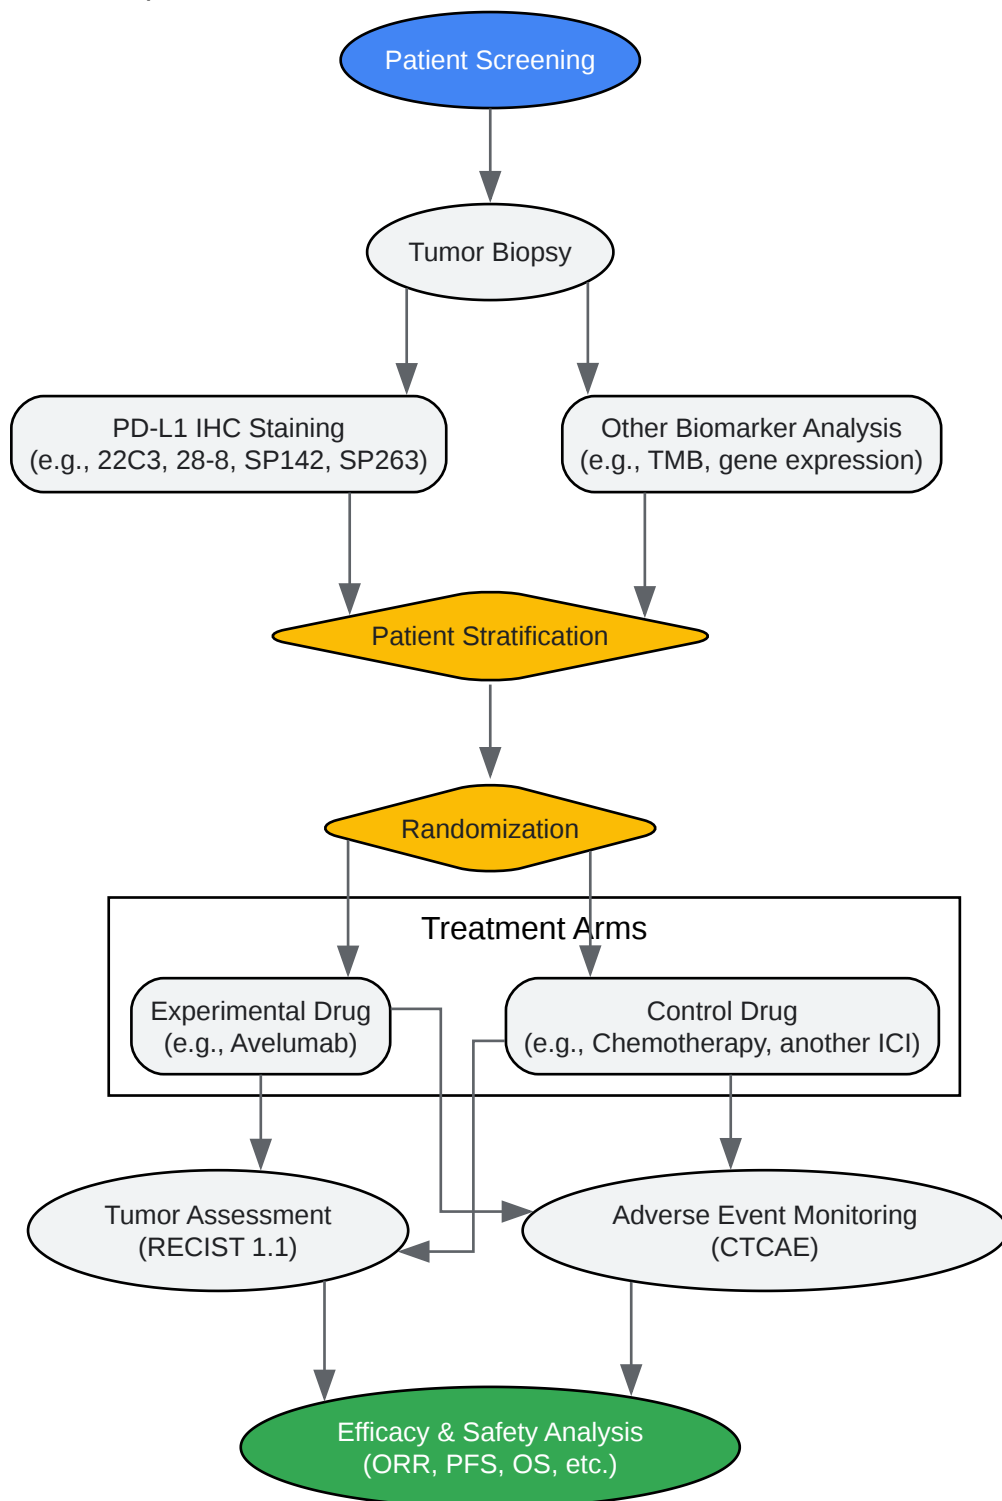 Patient Screening
Tumor Biopsy
PD-L1 IHC Staining
(e.g., 22C3, 28-8, SP142, SP263)
Other Biomarker Analysis
(e.g., TMB, gene expression)
Patient Stratification
Randomization
Treatment Arms
Experimental Drug
(e.g., Avelumab)
Control Drug
(e.g., Chemotherapy, another ICI)
Tumor Assessment
(RECIST 1.1)
Adverse Event Monitoring
(CTCAE)
Efficacy & Safety Analysis
(ORR, PFS, OS, etc.)